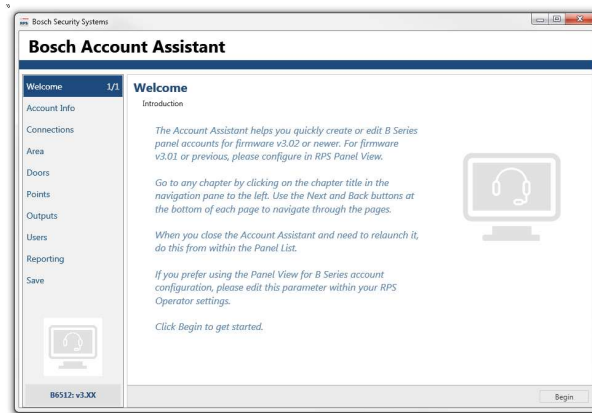 Bosch Security Systems
Bosch Account Assistant
Welcome 1/1
Account Info
Connections
Area
Doors
Points
Outputs
Users
Reporting
Save
B6512: v3.XX
Welcome
Introduction
The Account Assistant helps you quickly create or edit B Series
panel accounts for firmware v3.02 or newer. For firmware
v3.01 or previous, please configure in RPS Panel View.
Go to any chapter by clicking on the chapter title in the
navigation pane to the left. Use the Next and Back buttons at
the bottom of each page to navigate through the pages.
When you close the Account Assistant and need to relaunch it,
do this from within the Panel List.
If you prefer using the Panel View for B Series account
configuration, please edit this parameter within your RPS
Operator settings.
Click Begin to get started.
Begin